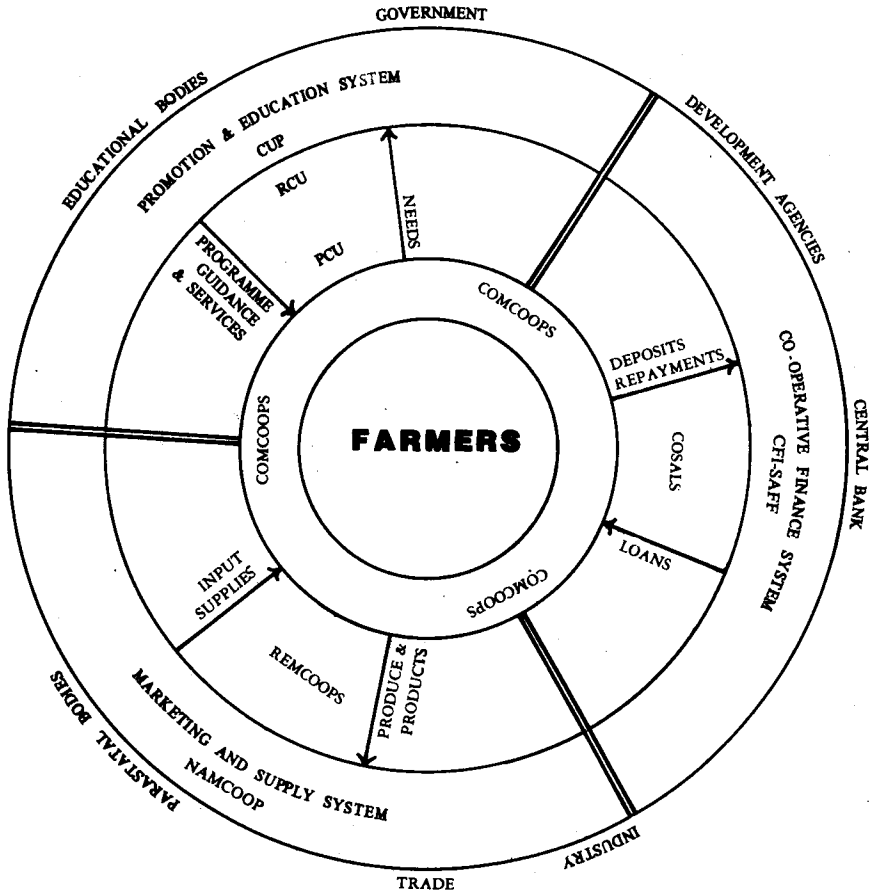 GOVERNMENT
EDUCATIONAL BODIES
DEVELOPMENT AGENCIES
PROMOTION & EDUCATION SYSTEM
CUP
RCU
PCU
NEEDS
PROGRAMME
GUIDANCE
& SERVICES
COMCOOPS
DEPOSITS
REPAYMENTS
CO-OPERATIVE FINANCE SYSTEM
CFI-SAFF
CENTRAL BANK
COSALS
LOANS
COMCOOPS
FARMERS
COMCOOPS
INPUT
SUPPLIES
REMCOOPS
PRODUCE &
PRODUCTS
MARKETING AND SUPPLY SYSTEM
NAMCOOP
PARASTATAL BODIES
INDUSTRY
TRADE